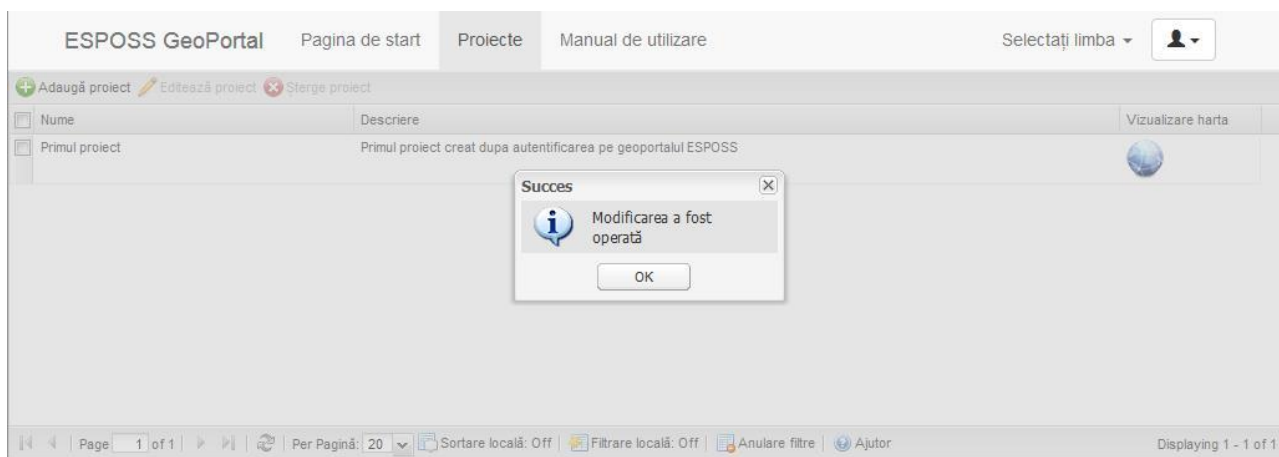 ESPOSS GeoPortal Pagina de start Proiecte Manual de utilizare Selectați limba
Adaugă proiect Editează proiect Șterge proiect
Nume Descriere Vizualizare harta
Primul proiect Primul proiect creat dupa autentificarea pe geoportalul ESPOSS
Succes
Modificarea a fost
operată
OK
Page 1 of 1 Per Pagină: 20 Sortare locală: Off Filtrare locală: Off Anulare filtre Ajutor Displaying 1 - 1 of 1